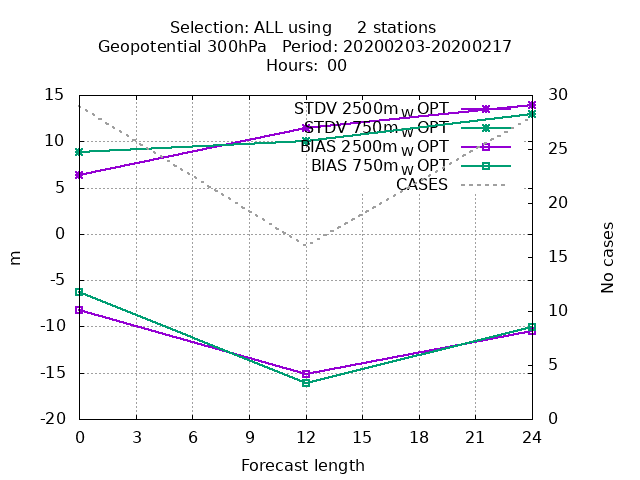 Selection: ALL using 2 stations
Geopotential 300hPa Period: 20200203-20200217
Hours: 00
15
10
5
0
-5
-10
-15
-20
m
30
25
20
15
10
5
0
No cases
STDV 2500m_W OPT
STDV 750m_W OPT
BIAS 2500m_W OPT
BIAS 750m_W OPT
CASES
0 3 6 9 12 15 18 21 24
Forecast length